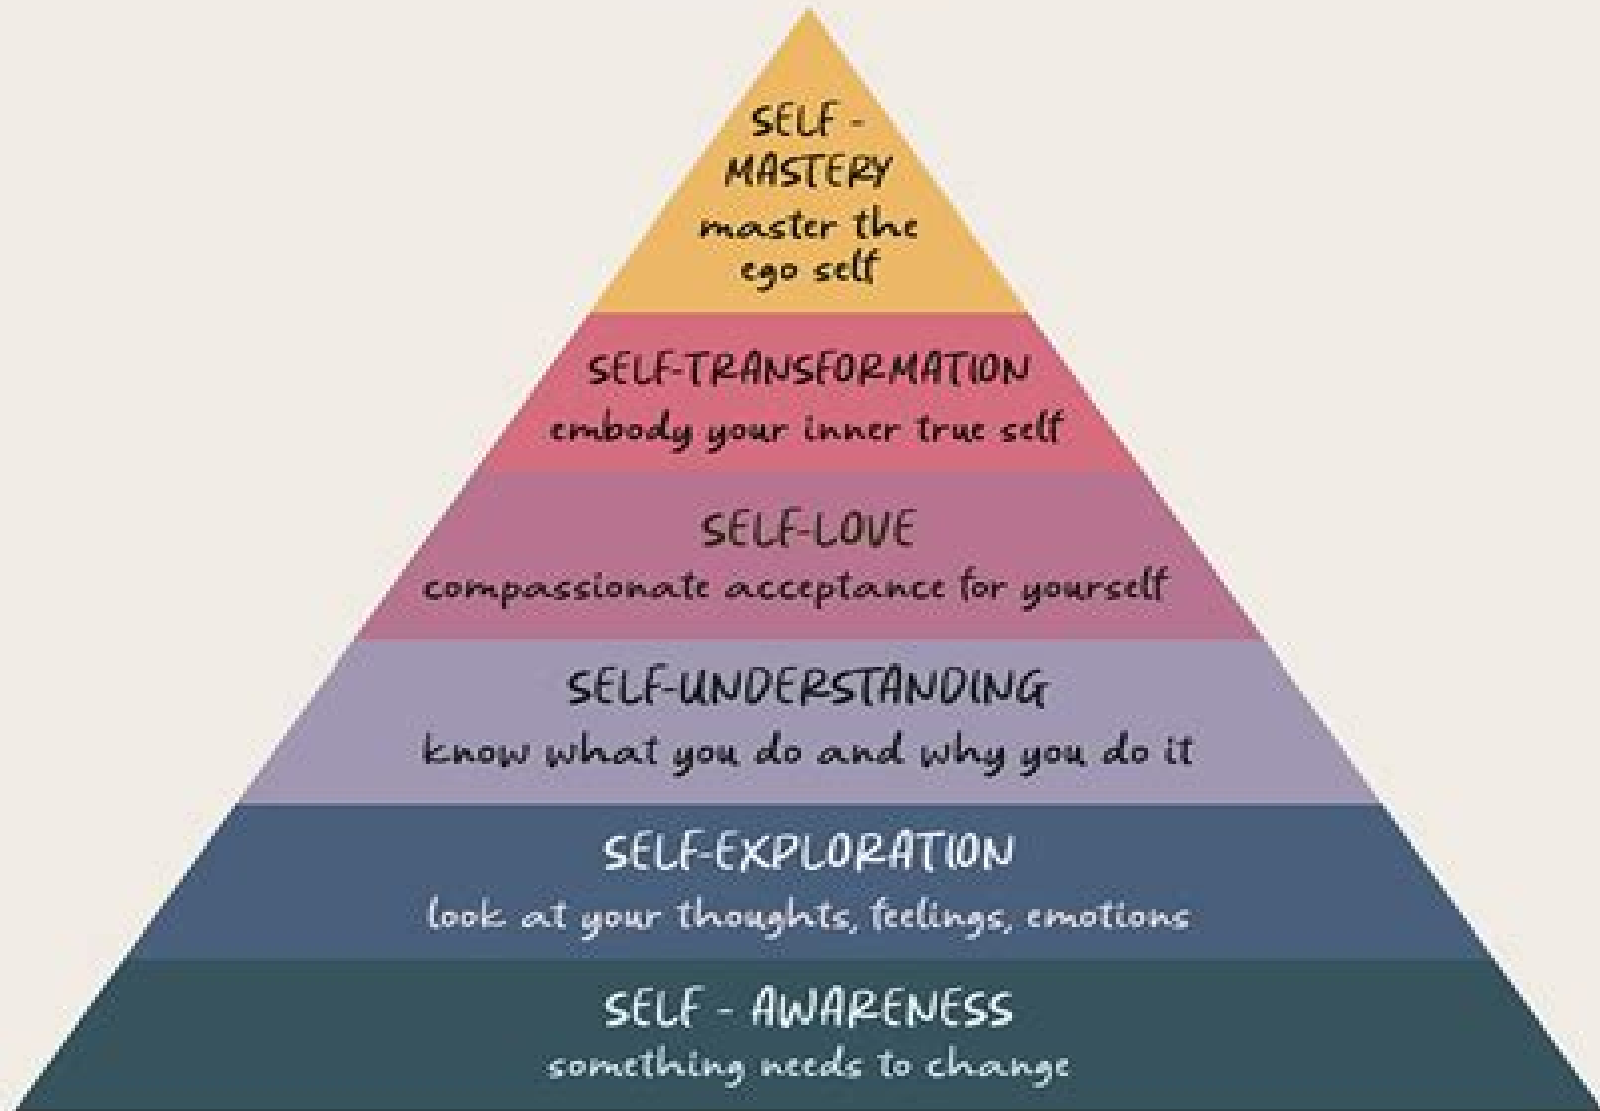 SELF -
MASTERY
master the
ego self
SELF-TRANSFORMATION
embody your inner true self
SELF-LOVE
compassionate acceptance for yourself
SELF-UNDERSTANDING
know what you do and why you do it
SELF-EXPLORATION
look at your thoughts, feelings, emotions
SELF - AWARENESS
something needs to change